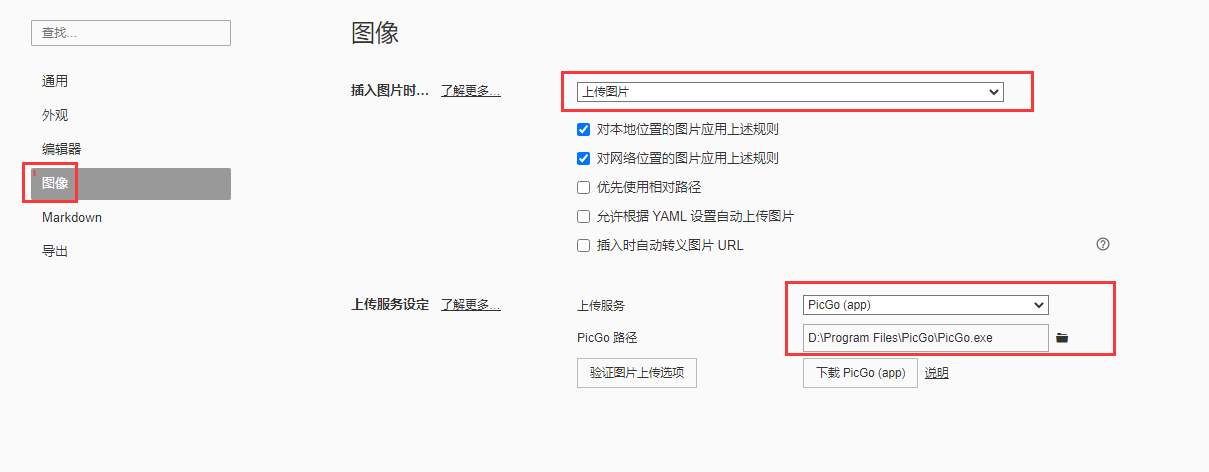 查找...
通用
外观
编辑器
图像
Markdown
导出
图像
插入图片时... 了解更多... 上传图片
对本地位置的图片应用上述规则
对网络位置的图片应用上述规则
优先使用相对路径
允许根据 YAML 设置自动上传图片
插入时自动转义图片 URL
上传服务设定 了解更多... 上传服务 PicGo (app)
PicGo 路径 D:\Program Files\PicGo\PicGo.exe
验证图片上传选项 下载 PicGo (app) 说明